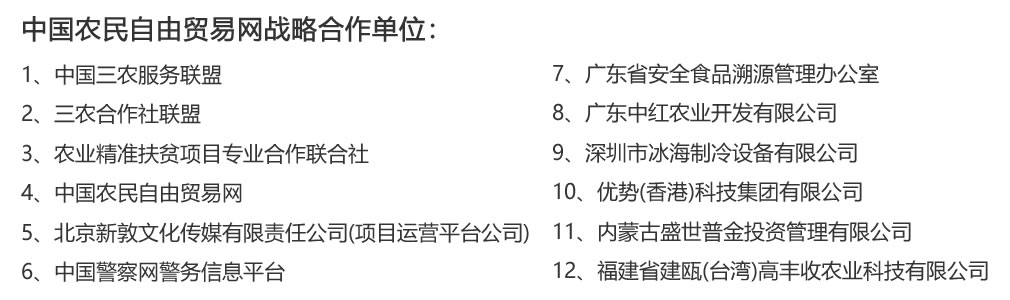 中国农民自由贸易网战略合作单位：
1、中国三农服务联盟
2、三农合作社联盟
3、农业精准扶贫项目专业合作联合社
4、中国农民自由贸易网
5、北京新敦文化传媒有限责任公司(项目运营平台公司)
6、中国警察网警务信息平台
7、广东省安全食品溯源管理办公室
8、广东中红农业开发有限公司
9、深圳市冰海制冷设备有限公司
10、优势(香港)科技集团有限公司
11、内蒙古盛世普金投资管理有限公司
12、福建省建瓯(台湾)高丰收农业科技有限公司